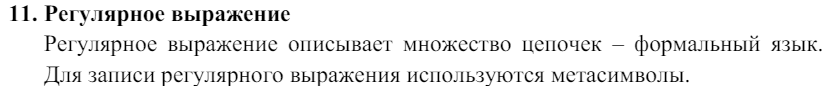 11. Регулярное выражение
Регулярное выражение описывает множество цепочек – формальный язык.
Для записи регулярного выражения используются метасимволы.